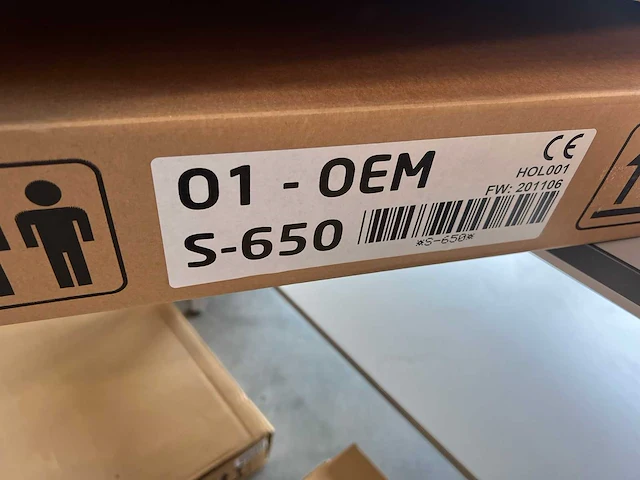 01 - OEM
S-650
CE
HOL001
FW: 201106
*S-650*